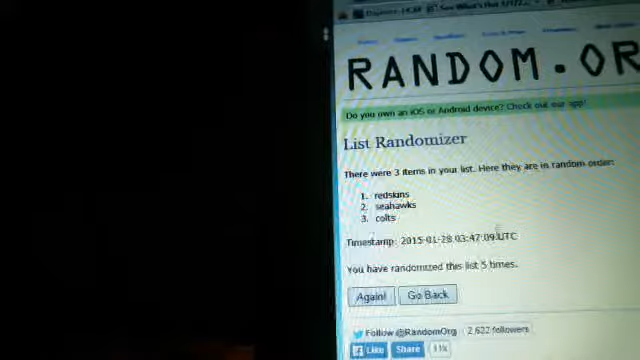 RANDOM.OR
Do you own an iOS or Android device? Check out our app!
List Randomizer
There were 3 items in your list. Here they are in random order:
1. redskins
2. seahawks
3. colts
Timestamp: 2015-01-28 03:47:09 UTC
You have randomized this list 5 times.
Again! Go Back
Follow @RandomOrg 2,622 followers
Like Share 11k